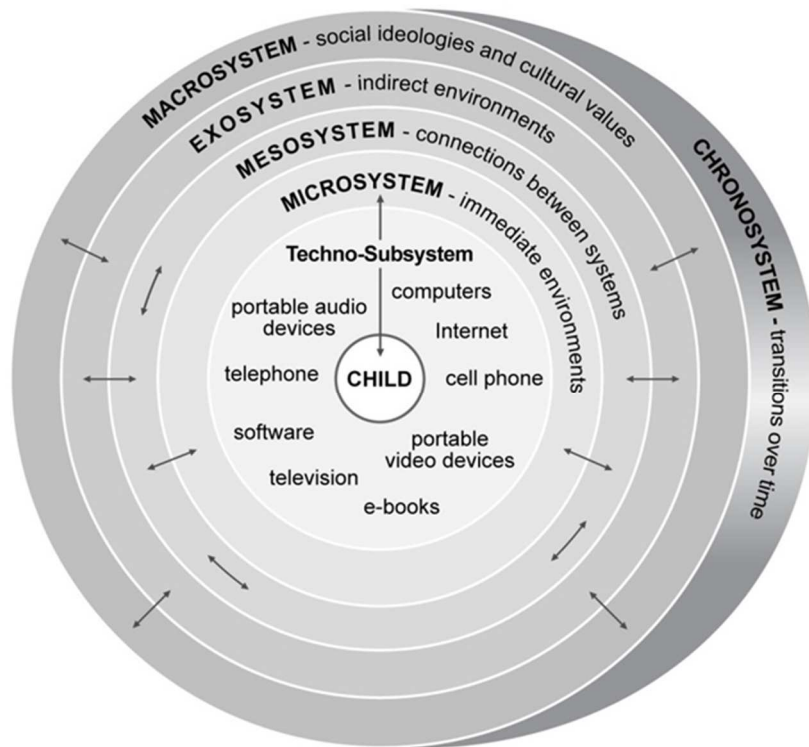 MACROSYSTEM - social ideologies and cultural values
EXOSYSTEM - indirect environments
MESOSYSTEM - connections between systems
MICROSYSTEM - immediate environments
CHRONOSYSTEM - transitions over time
Techno-Subsystem
computers
portable audio
devices
Internet
telephone
CHILD
cell phone
software
portable
video devices
television
e-books